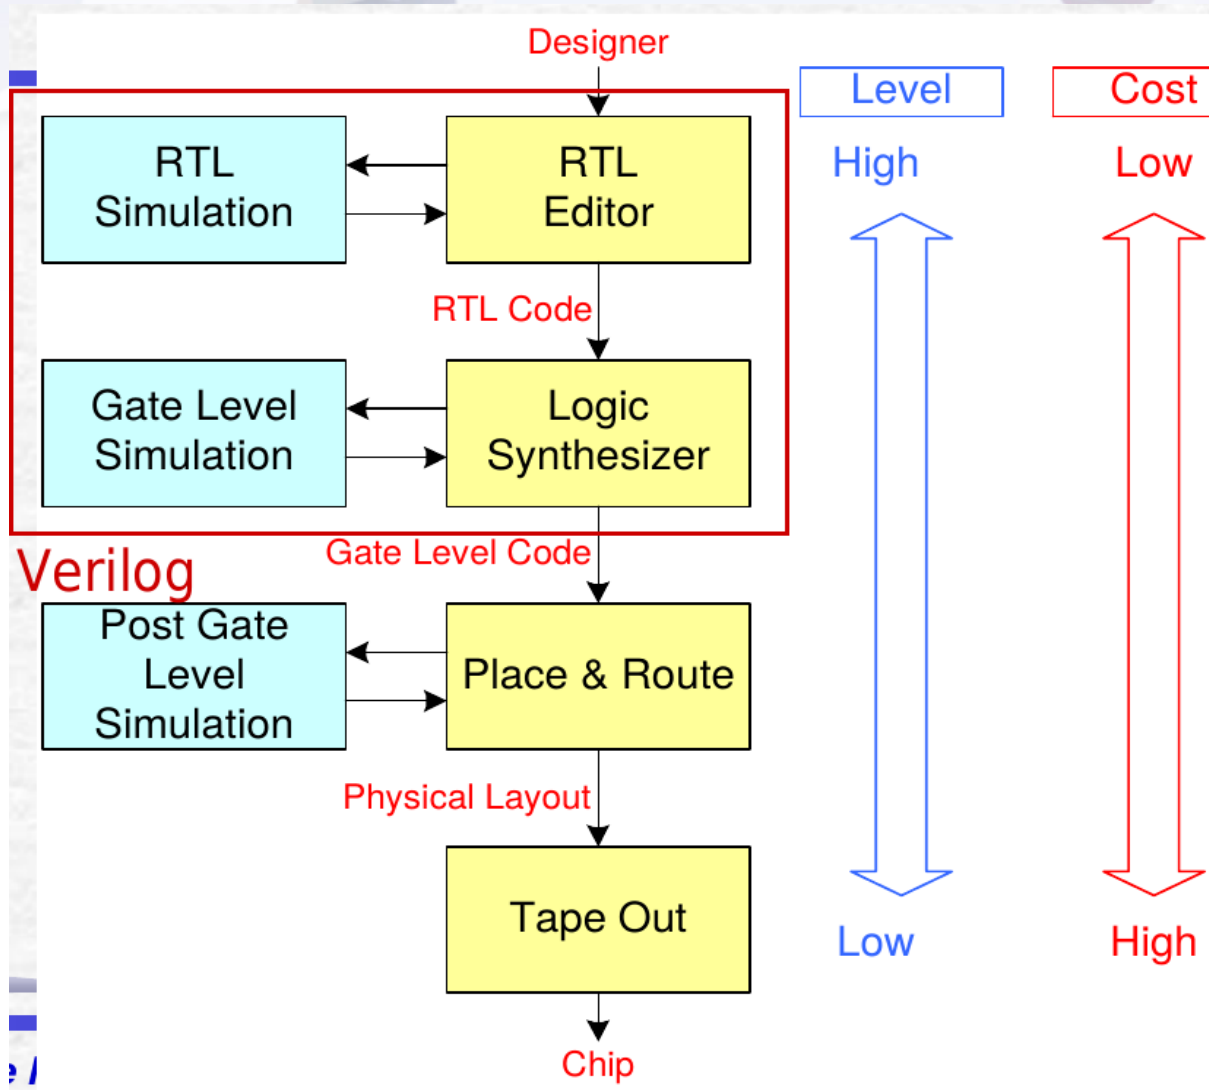 Designer
Level
Cost
RTL
Simulation
RTL
Editor
High
Low
RTL Code
Gate Level
Simulation
Logic
Synthesizer
Gate Level Code
Verilog
Post Gate
Level
Simulation
Place & Route
Physical Layout
Tape Out
Low
High
Chip